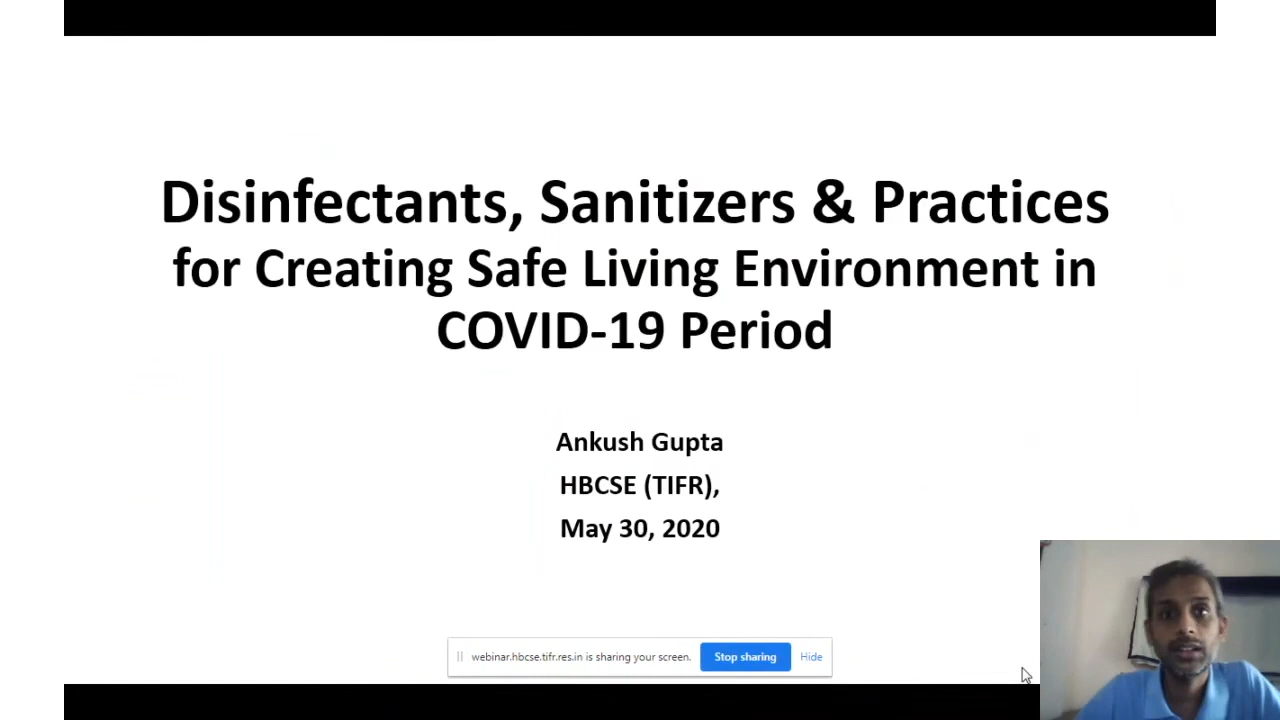 Disinfectants, Sanitizers & Practices
for Creating Safe Living Environment in
COVID-19 Period
Ankush Gupta
HBCSE (TIFR),
May 30, 2020
webinar.hbcse.tifr.res.in is sharing your screen. Stop sharing Hide